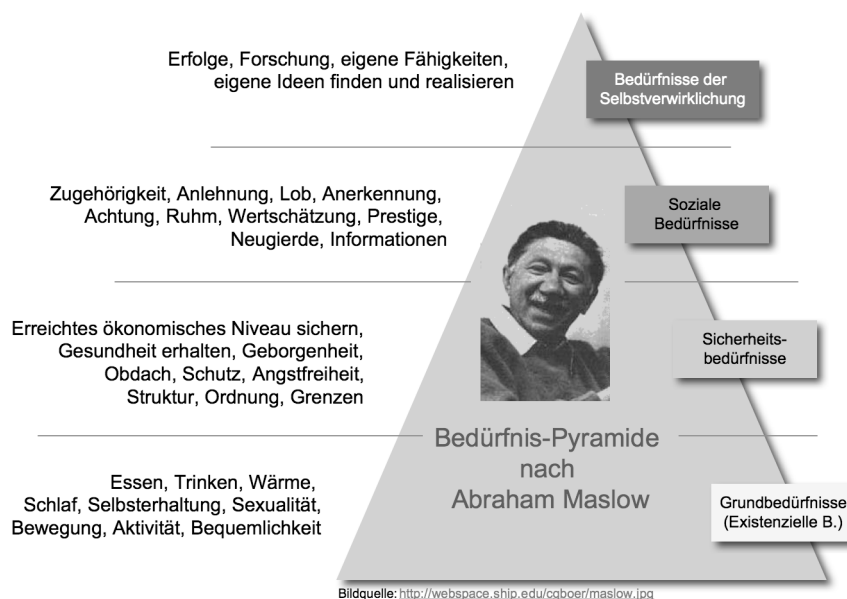 Erfolge, Forschung, eigene Fähigkeiten,
eigene Ideen finden und realisieren
Bedürfnisse der
Selbstverwirklichung
Zugehörigkeit, Anlehnung, Lob, Anerkennung,
Achtung, Ruhm, Wertschätzung, Prestige,
Neugierde, Informationen
Soziale
Bedürfnisse
Erreichtes ökonomisches Niveau sichern,
Gesundheit erhalten, Geborgenheit,
Obdach, Schutz, Angstfreiheit,
Struktur, Ordnung, Grenzen
Sicherheits-
bedürfnisse
Bedürfnis-Pyramide
nach
Abraham Maslow
Essen, Trinken, Wärme,
Schlaf, Selbsterhaltung, Sexualität,
Bewegung, Aktivität, Bequemlichkeit
Grundbedürfnisse
(Existenzielle B.)
Bildquelle: http://webspace.ship.edu/cgboer/maslow.jpg